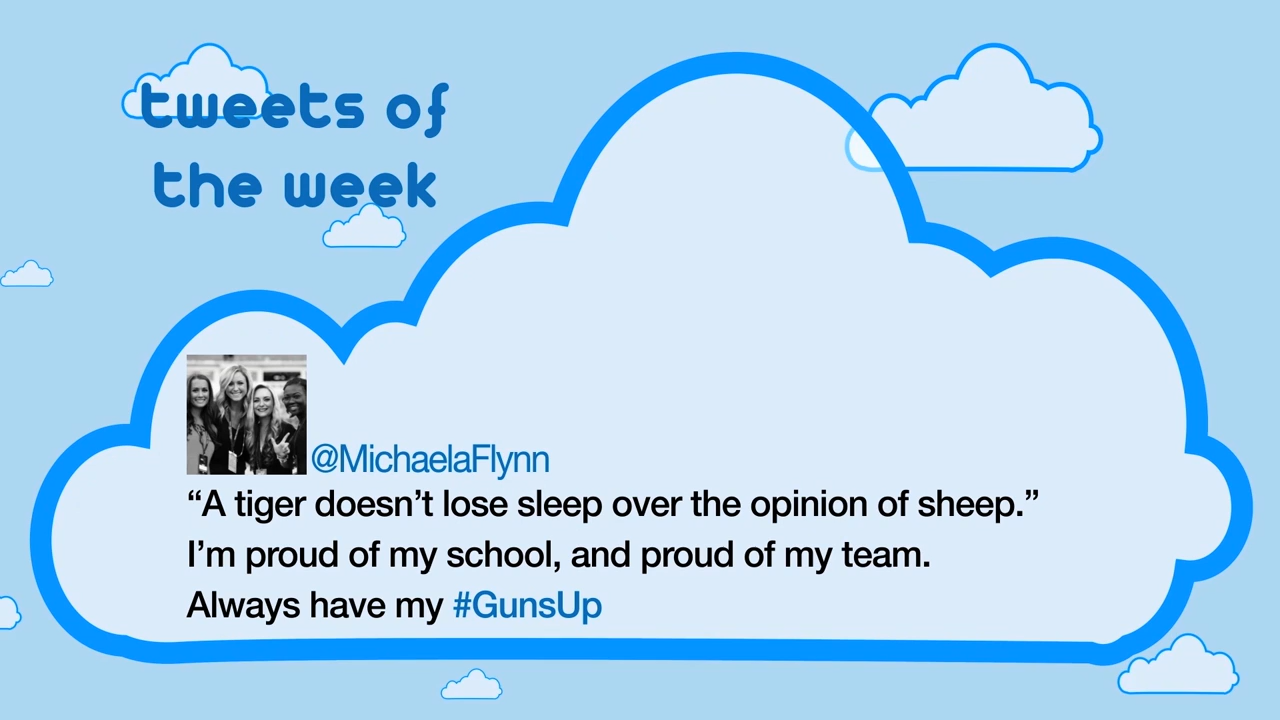 tweets of
the week
@MichaelaFlynn
“A tiger doesn’t lose sleep over the opinion of sheep.”
I’m proud of my school, and proud of my team.
Always have my #GunsUp